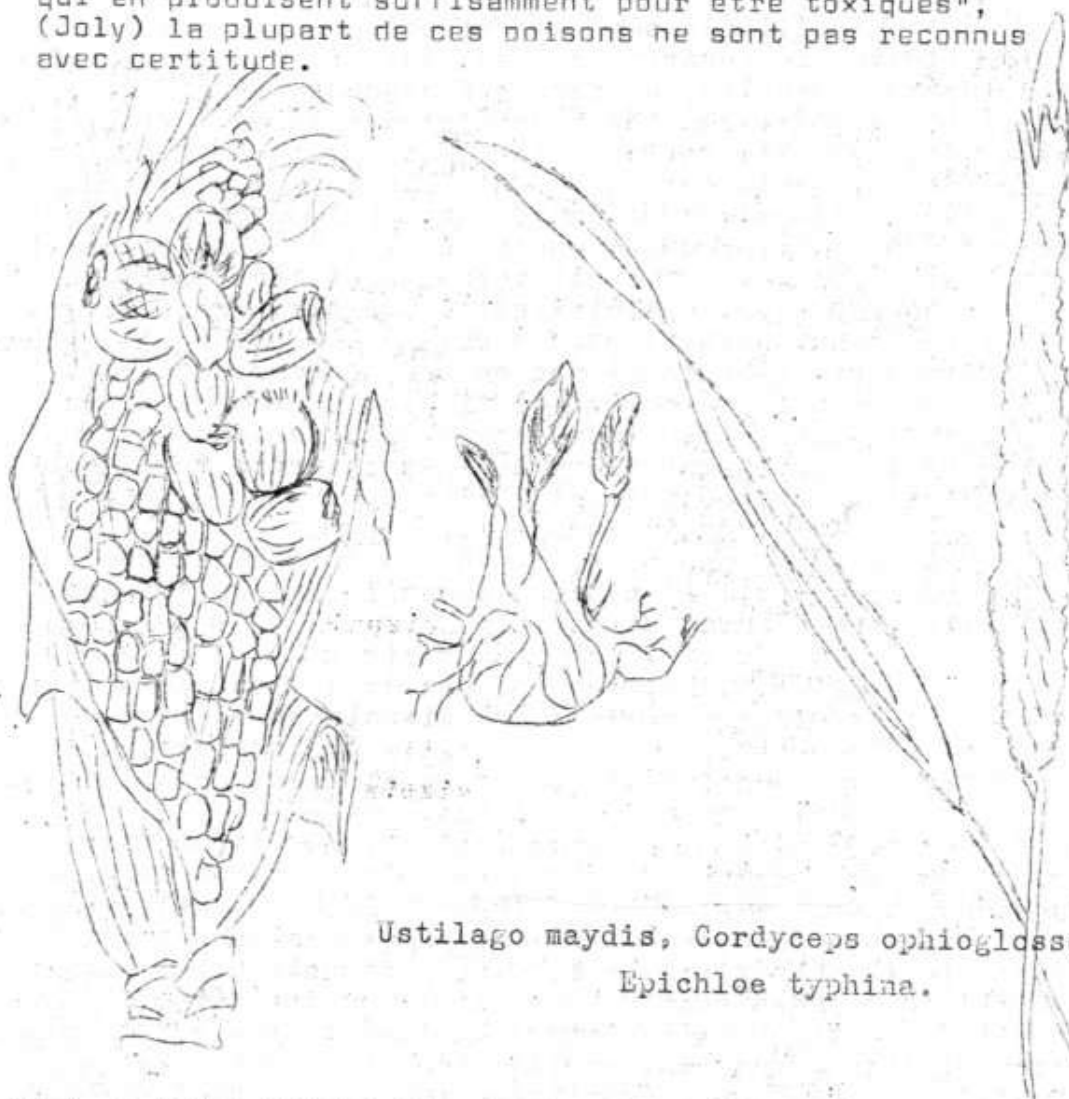 qui en produisent suffisamment pour être toxiques",
(Joly) la plupart de ces poisons ne sont pas reconnus
avec certitude.
Ustilago maydis, Cordyceps ophiogloss
Epichloe typhina.